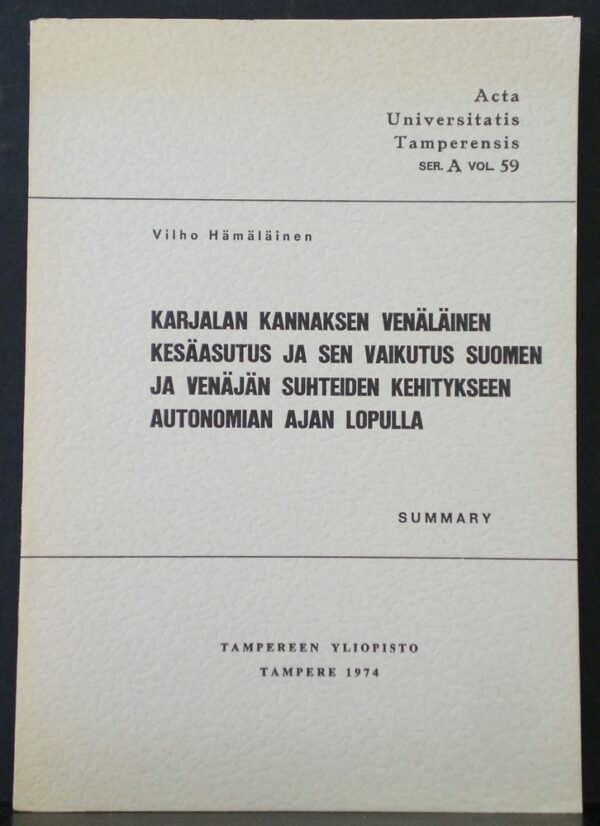 Acta
Universitatis
Tamperensis
SER. A VOL. 59
Vilho Hämäläinen
KARJALAN KANNAKSEN VENÄLÄINEN
KESÄASUTUS JA SEN VAIKUTUS SUOMEN
JA VENÄJÄN SUHTEIDEN KEHITYKSEEN
AUTONOMIAN AJAN LOPULLA
SUMMARY
TAMPEREEN YLIOPISTO
TAMPERE 1974